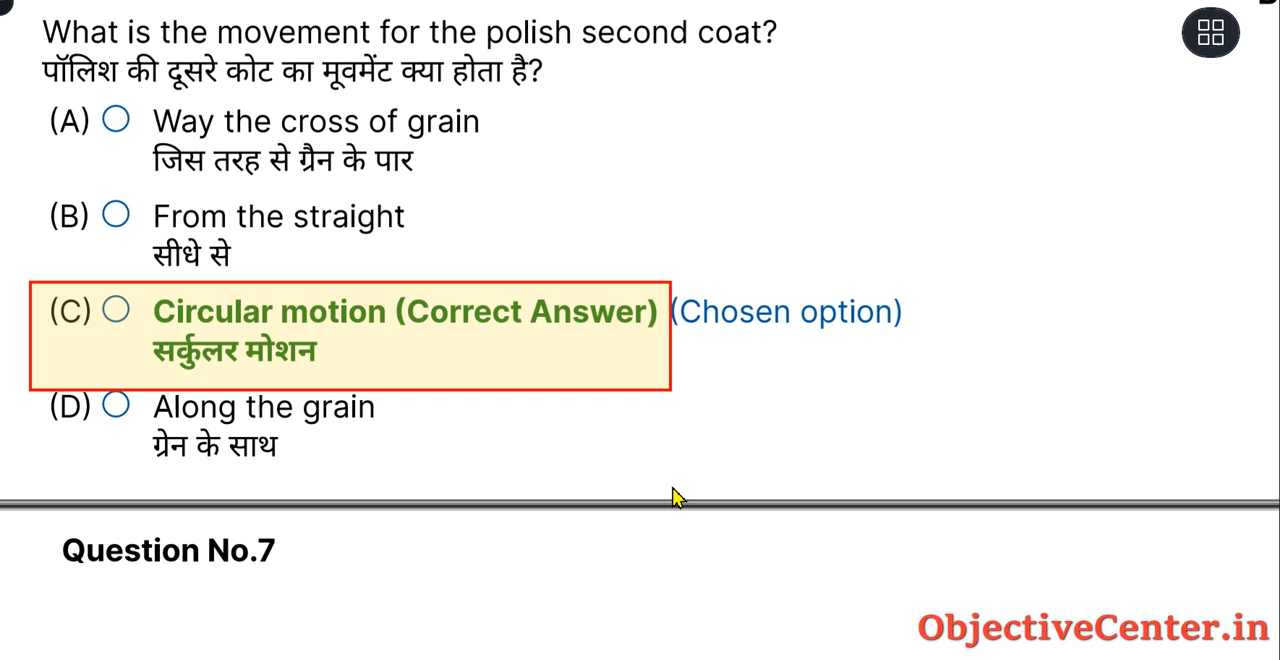 What is the movement for the polish second coat?
पॉलिश की दूसरे कोट का मूवमेंट क्या होता है?
(A) Way the cross of grain
जिस तरह से ग्रैन के पार
(B) From the straight
सीधे से
(C) Circular motion (Correct Answer) (Chosen option)
सर्कुलर मोशन
(D) Along the grain
ग्रेन के साथ
Question No.7
ObjectiveCenter.in